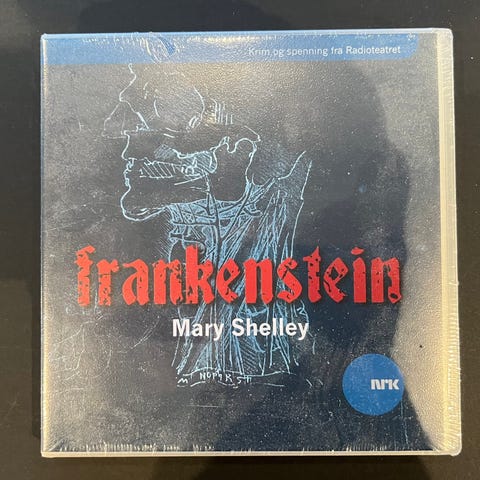 Krim og spenning fra Radioteatret
frankenstein
Mary Shelley
NRK